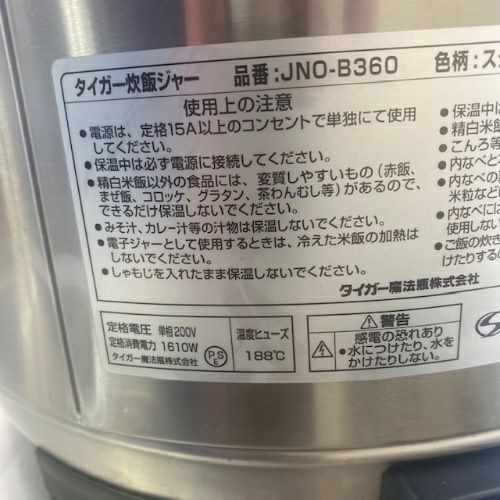 タイガー炊飯ジャー 品番:JNO-B360 色柄:ス
使用上の注意
●電源は、定格15A以上のコンセントで単独にて使用
してください。
●保温中は必ず電源に接続してください。
●精白米飯以外の食品には、変質しやすいもの(赤飯、
まぜ飯、コロッケ、グラタン、茶わんむし等)があるので、
できるだけ保温しないでください。
●みそ汁、カレー汁等の汁物は保温しないでください。
●電子ジャーとして使用するときは、冷えた米飯の加熱は
しないでください。
●しゃもじを入れたまま保温しないでください。
●保温中は
●精白米飯
●こんろ等
●内なべと
●内なべの
米粒など
●内なべには
使用しない
●ご飯の炊き
けたりするの
タイガー魔法瓶株式会社
定格電圧 単相200V
定格消費電力 1610W
タイガー魔法瓶株式会社
PSE
温度ヒューズ
188℃
警告
感電の恐れあり
●水につけたり、水を
かけたりしない。